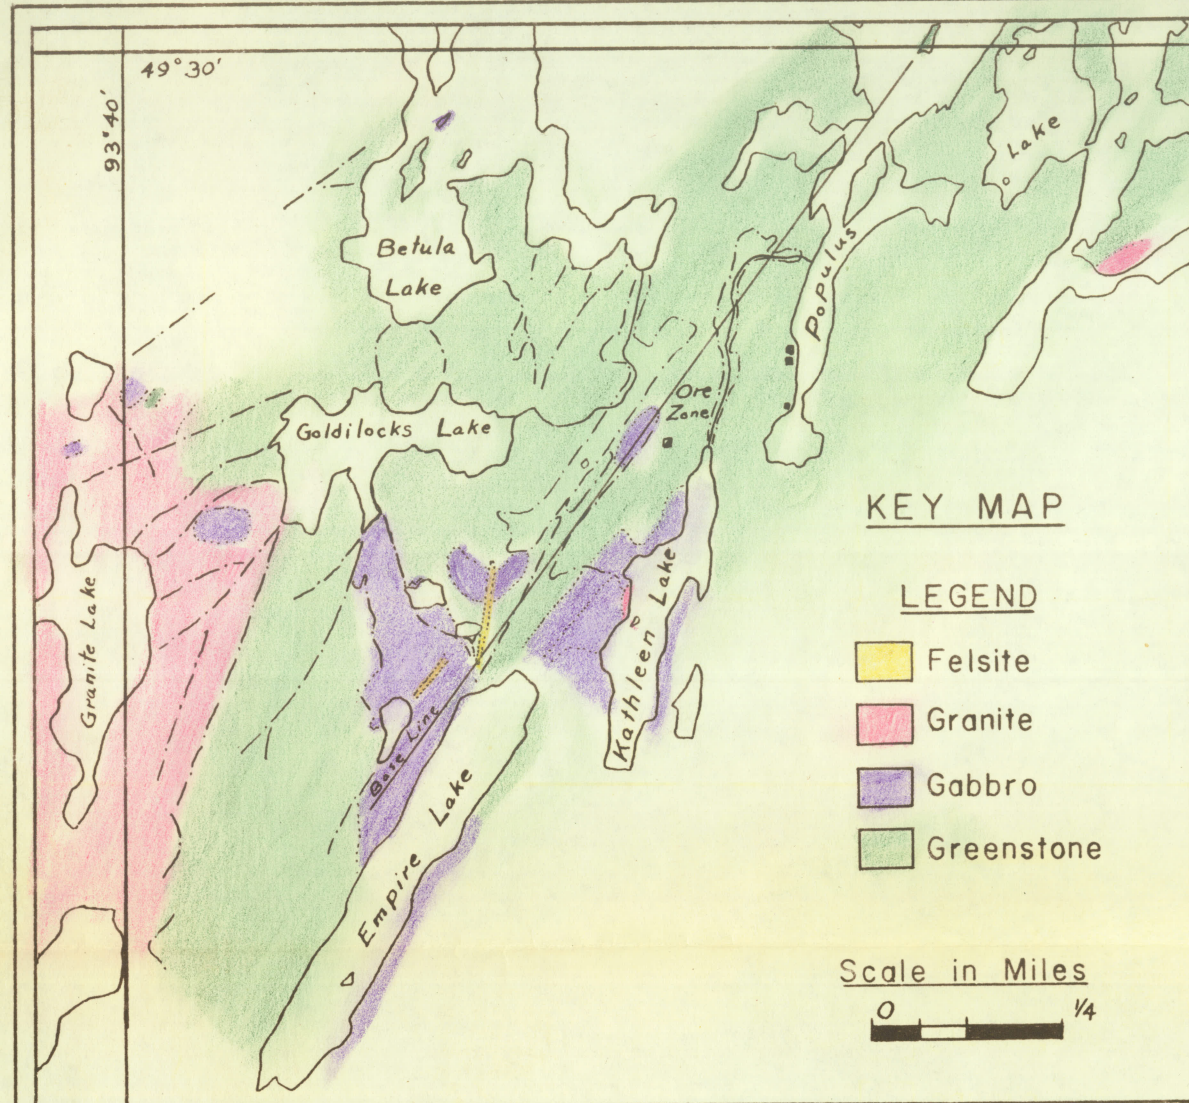 49°30'
93°40'
Lake
Betula
Lake
Populus
Ore
Zone
Goldilocks Lake
KEY MAP
LEGEND
Granite Lake
Kathleen Lake
Felsite
Granite
Base Line
Gabbro
Empire Lake
Greenstone
Scale in Miles
0 1/4